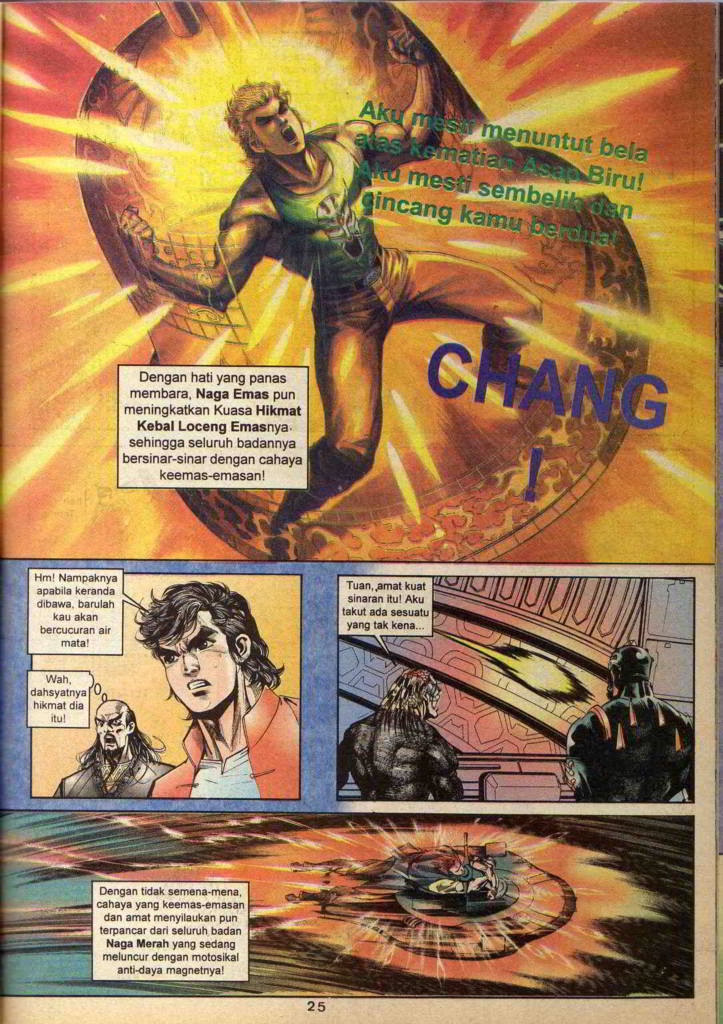 Aku mesti menuntut bela
atas kematian Asap Biru!
Aku mesti sembelih dan
cincang kamu berdua!
CHANG
!
Dengan hati yang panas
membara, Naga Emas pun
meningkatkan Kuasa Hikmat
Kebal Loceng Emasnya
sehingga seluruh badannya
bersinar-sinar dengan cahaya
keemas-emasan!
Hm! Nampaknya
apabila keranda
dibawa, barulah
kau akan
bercucuran air
mata!
Wah,
dahsyatnya
hikmat dia
itu!
Tuan, amat kuat
sinaran itu! Aku
takut ada sesuatu
yang tak kena...
Dengan tidak semena-mena,
cahaya yang keemas-emasan
dan amat menyilaukan pun
terpancar dari seluruh badan
Naga Merah yang sedang
meluncur dengan motosikal
anti-daya magnetnya!
25